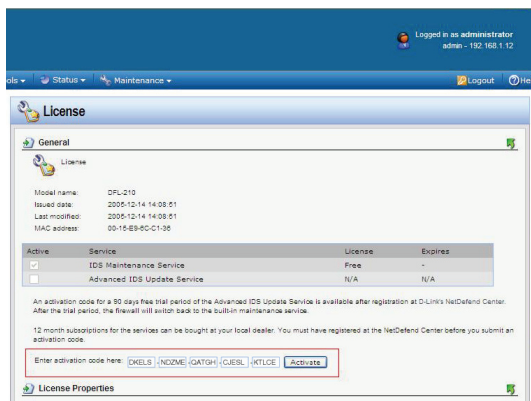 Logged in as administrator
admin - 192.168.1.12
ols Status Maintenance Logout He
License
General
License
Model name: DFL-210
Issued date: 2006-12-14 14:08:51
Last modified: 2006-12-14 14:08:51
MAC address: 00-16-E9-6C-C1-36
Active Service License Expires
IDS Maintenance Service Free -
Advanced IDS Update Service N/A N/A
An activation code for a 90 days free trial period of the Advanced IDS Update Service is available after registration at D-Link's NetDefend Center.
After the trial period, the firewall will switch back to the built-in maintenance service.
12 month subscriptions for the services can be bought at your local dealer. You must have registered at the NetDefend Center before you submit an
activation code.
Enter activation code here: DKELS - NDZME - QATGH - CJESL - KTLCE Activate
License Properties